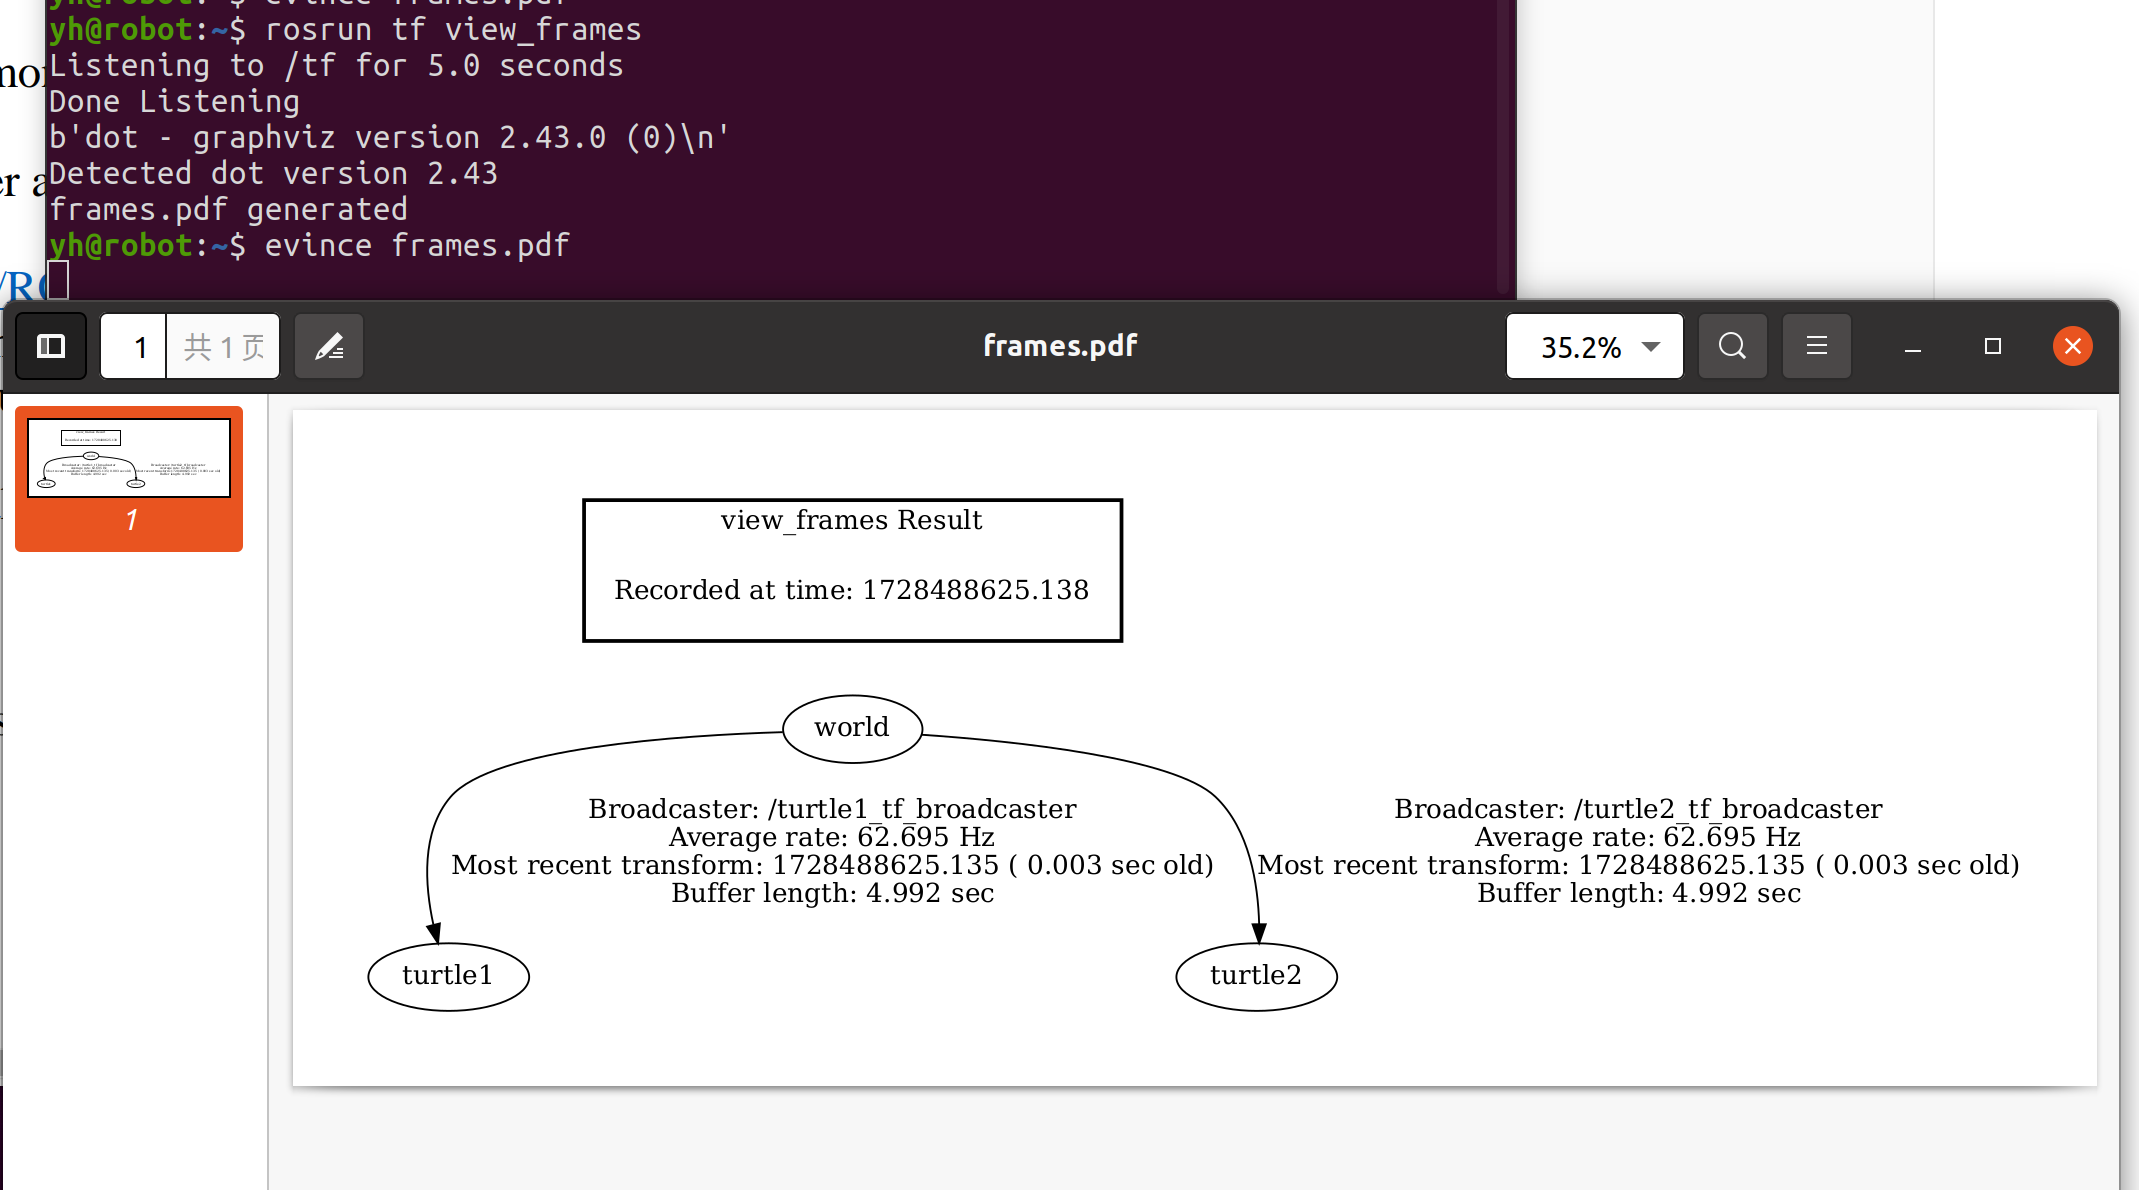 yh@robot:~$ evince frames.pdf
yh@robot:~$ rosrun tf view_frames
Listening to /tf for 5.0 seconds
Done Listening
b'dot - graphviz version 2.43.0 (0)\n'
Detected dot version 2.43
frames.pdf generated
yh@robot:~$ evince frames.pdf
er a
1
共 1 页
frames.pdf
35.2%
1
view_frames Result
Recorded at time: 1728488625.138
world
Broadcaster: /turtle1_tf_broadcaster
Average rate: 62.695 Hz
Most recent transform: 1728488625.135 ( 0.003 sec old)
Buffer length: 4.992 sec
Broadcaster: /turtle2_tf_broadcaster
Average rate: 62.695 Hz
Most recent transform: 1728488625.135 ( 0.003 sec old)
Buffer length: 4.992 sec
turtle1
turtle2